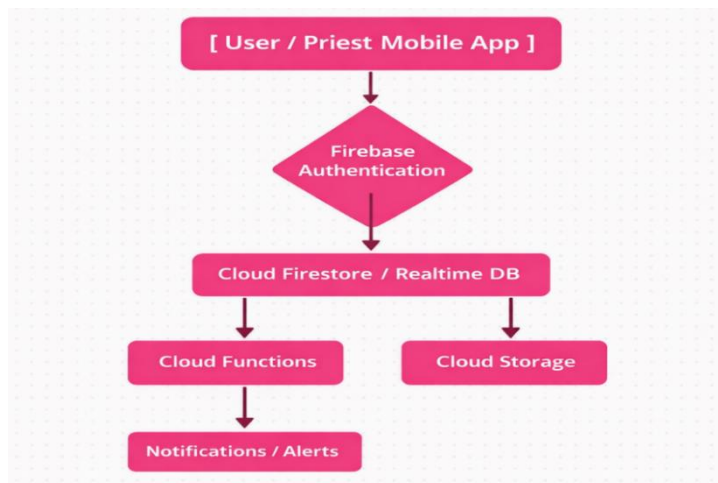 [ User / Priest Mobile App ]
Firebase
Authentication
Cloud Firestore / Realtime DB
Cloud Functions
Cloud Storage
Notifications / Alerts